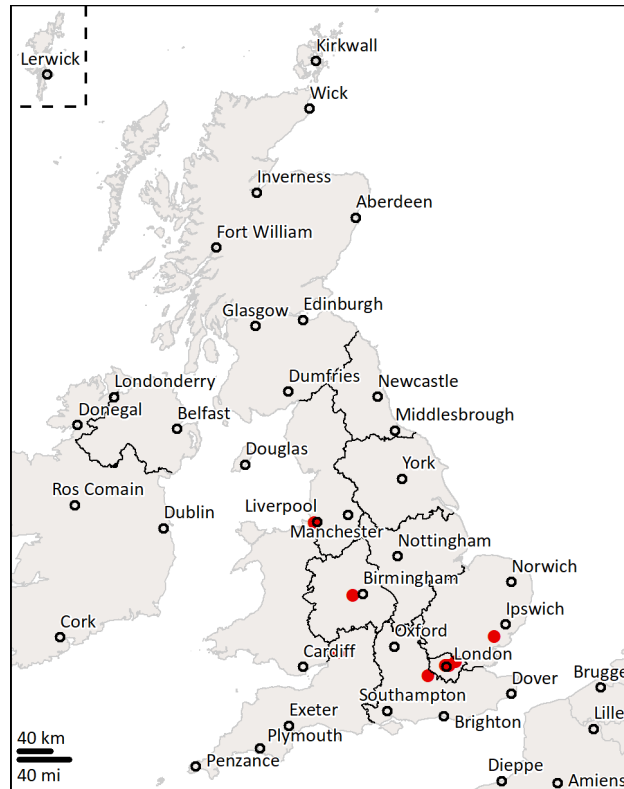 Kirkwall
Lerwick
Wick
Inverness
Aberdeen
Fort William
Glasgow
Edinburgh
Dumfries
Londonderry
Newcastle
Donegal
Belfast
Middlesbrough
Douglas
York
Ros Comain
Liverpool
Dublin
Manchester
Nottingham
Birmingham
Norwich
Ipswich
Cork
Oxford
Cardiff
London
Brugge
Southampton
Dover
Exeter
Brighton
Lille
Plymouth
40 km
Penzance
Dieppe
40 mi
Amiens